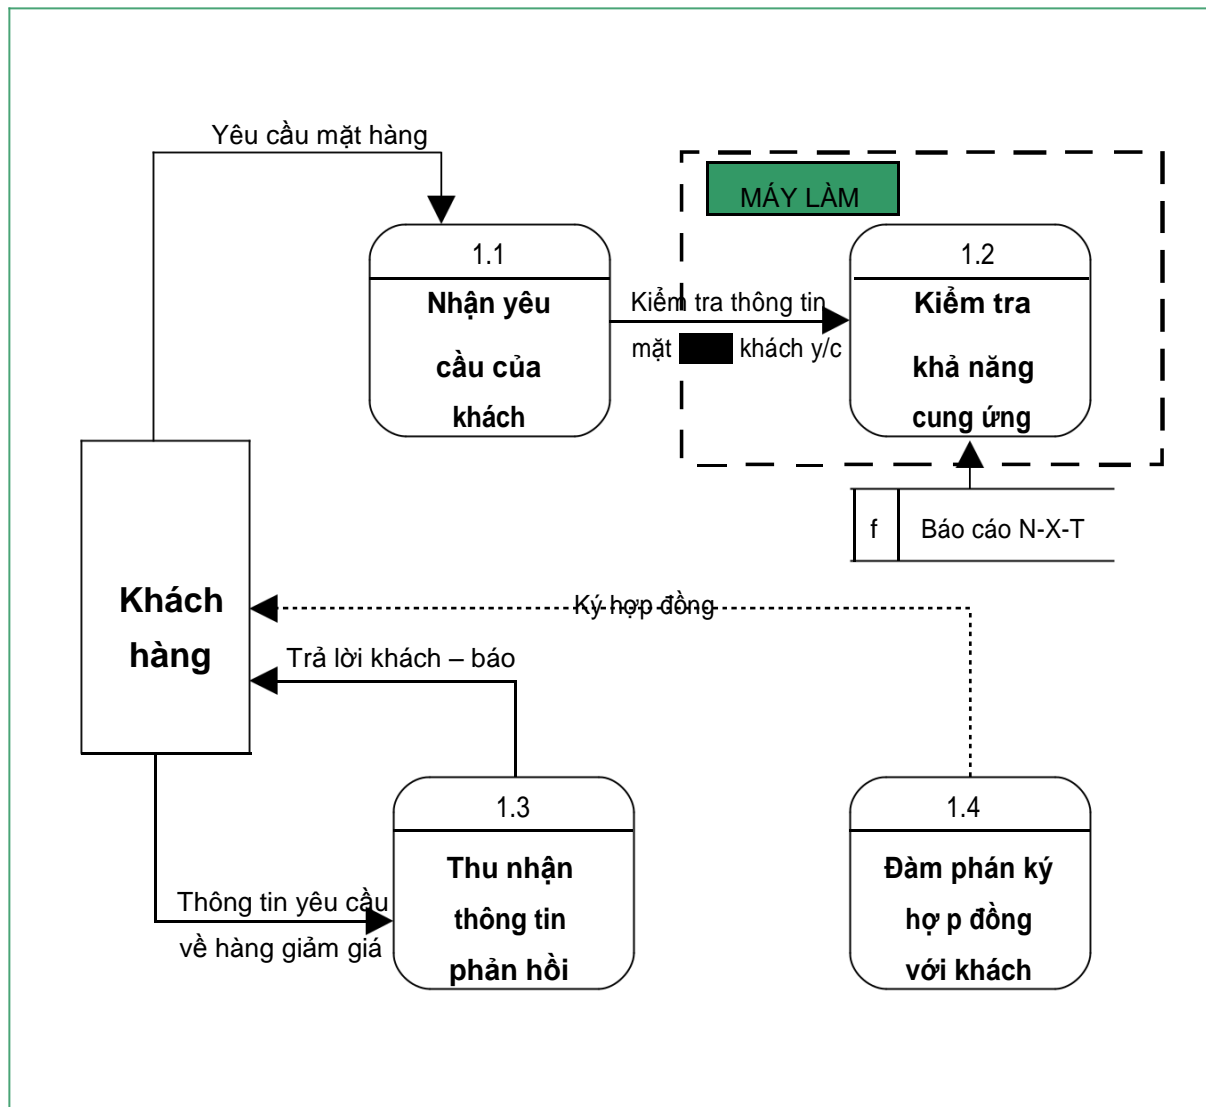 Yêu cầu mặt hàng
MÁY LÀM
1.1
Nhận yêu
cầu của
khách
Kiểm tra thông tin
mặt khách y/c
1.2
Kiểm tra
khả năng
cung ứng
f Báo cáo N-X-T
Khách
hàng
Ký hợp đồng
Trả lời khách – báo
1.3
Thu nhận
thông tin
phản hồi
1.4
Đàm phán ký
hợ p đồng
với khách
Thông tin yêu cầu
về hàng giảm giá